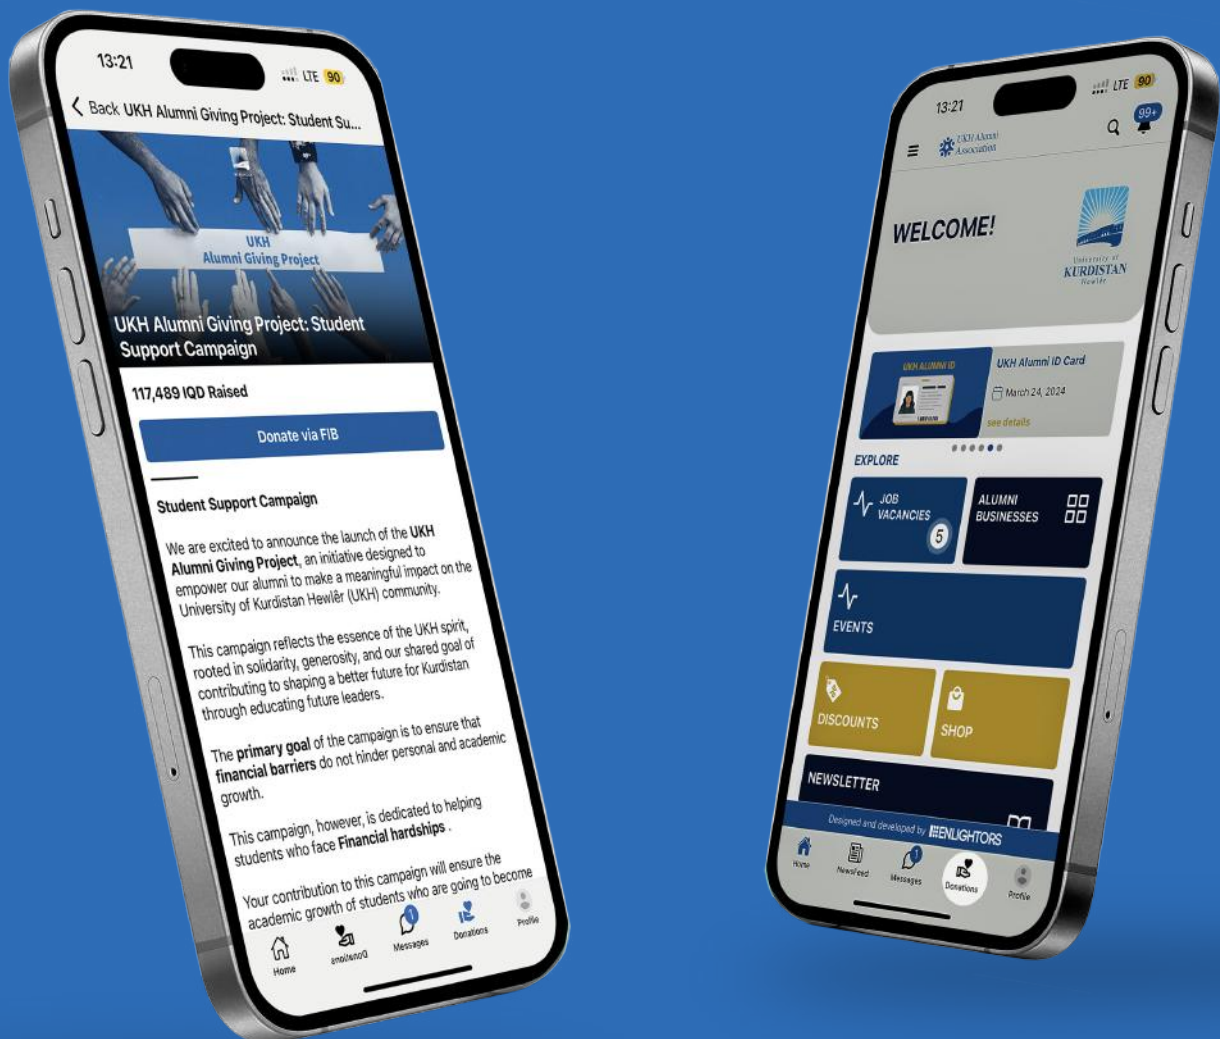 13:21
LTE 90
Back UKH Alumni Giving Project: Student Su...
UKH
Alumni Giving Project
UKH Alumni Giving Project: Student
Support Campaign
117,489 IQD Raised
Donate via FIB
Student Support Campaign
We are excited to announce the launch of the UKH
Alumni Giving Project, an initiative designed to
empower our alumni to make a meaningful impact on the
University of Kurdistan Hewlêr (UKH) community.
This campaign reflects the essence of the UKH spirit,
rooted in solidarity, generosity, and our shared goal of
contributing to shaping a better future for Kurdistan
through educating future leaders.
The primary goal of the campaign is to ensure that
financial barriers do not hinder personal and academic
growth.
This campaign, however, is dedicated to helping
students who face Financial hardships .
Your contribution to this campaign will ensure the
academic growth of students who are going to become
Home
Donations
1
Messages
Donations
Profile
13:21
LTE 90
UKH Alumni
Association
99+
WELCOME!
University of
KURDISTAN
Hewlêr
UKH ALUMNI ID
UKH Alumni ID Card
March 24, 2024
see details
EXPLORE
JOB
VACANCIES
5
ALUMNI
BUSINESSES
EVENTS
DISCOUNTS
SHOP
NEWSLETTER
Designed and developed by ENLIGHTORS
Home
NewsFeed
1
Messages
Donations
Profile